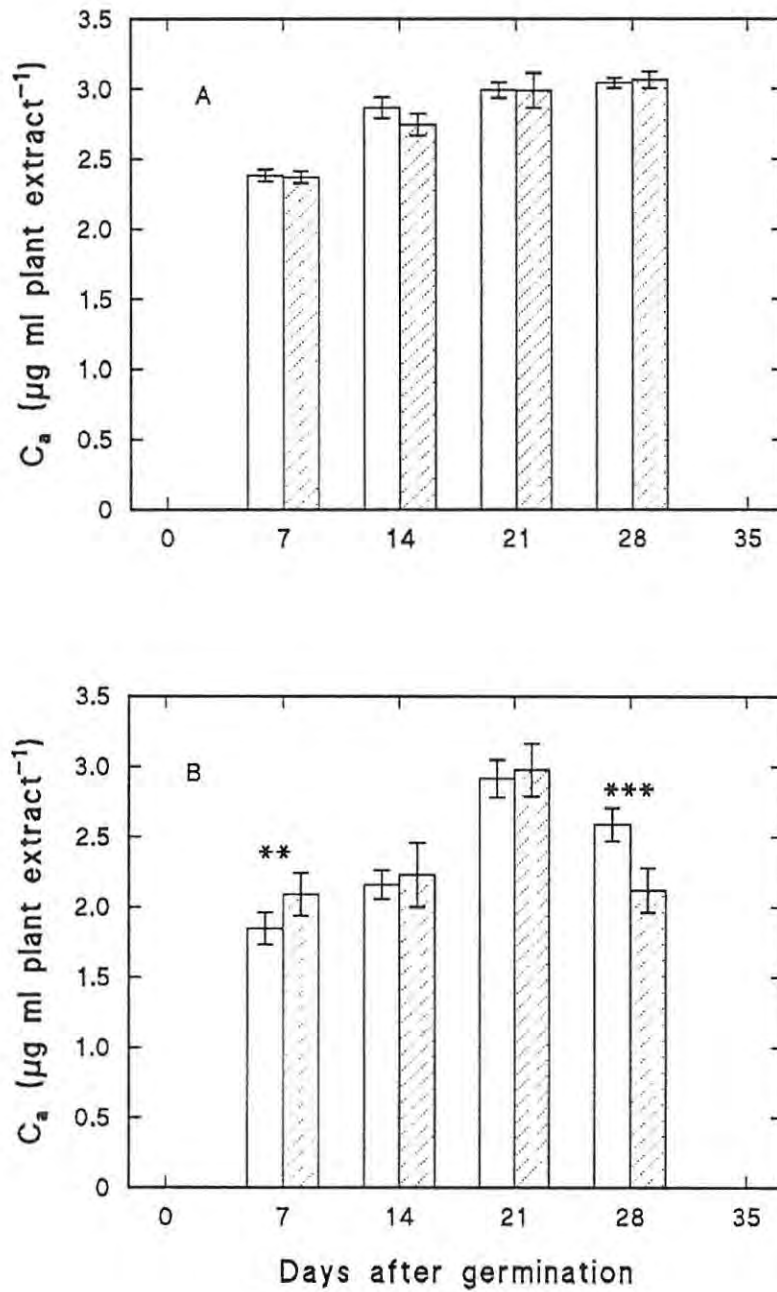 3.5
3.0
2.5
2.0
1.5
1.0
0.5
0
A
Cₐ (µg ml plant extract⁻¹)
0 7 14 21 28 35
3.5
3.0
2.5
2.0
1.5
1.0
0.5
0
B
**
***
Cₐ (µg ml plant extract⁻¹)
0 7 14 21 28 35
Days after germination